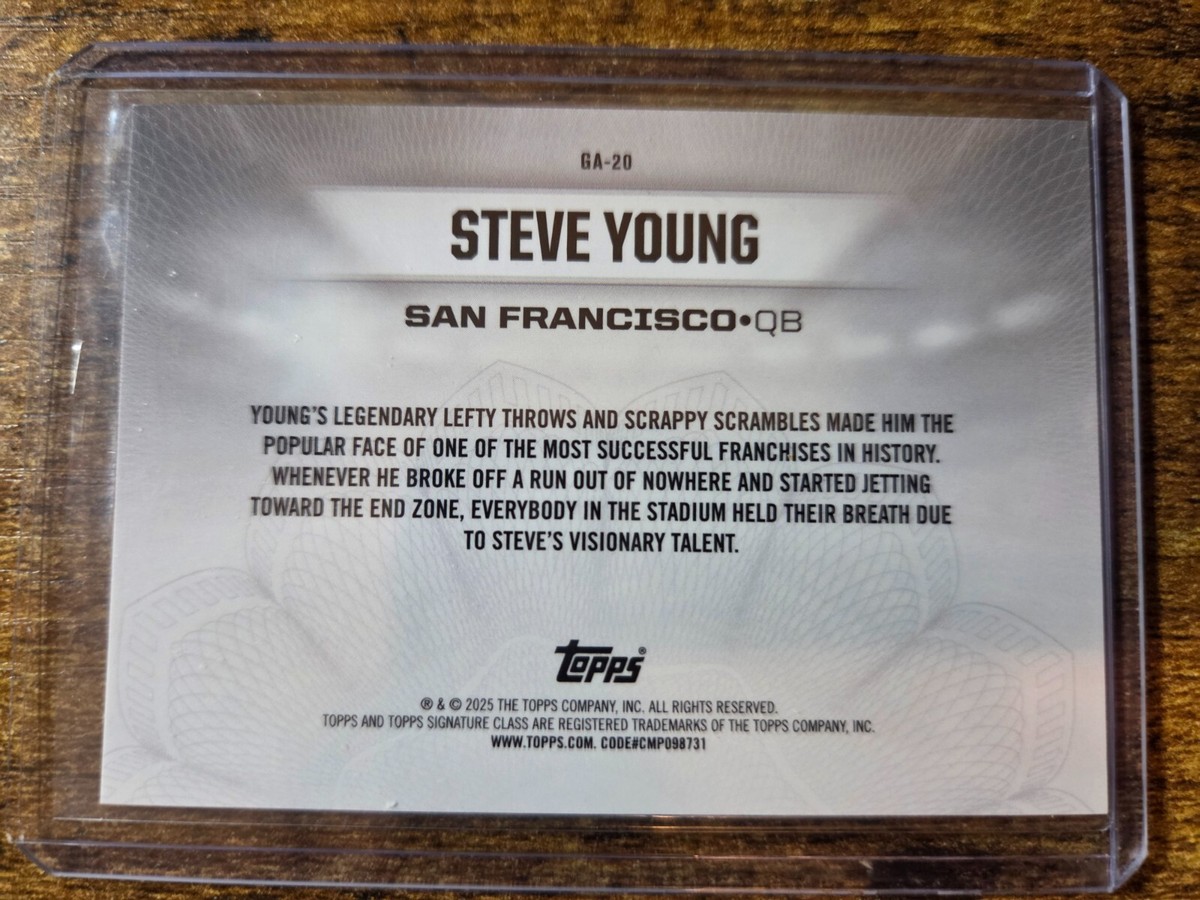 GA-20
STEVE YOUNG
SAN FRANCISCO•QB
YOUNG'S LEGENDARY LEFTY THROWS AND SCRAPPY SCRAMBLES MADE HIM THE
POPULAR FACE OF ONE OF THE MOST SUCCESSFUL FRANCHISES IN HISTORY.
WHENEVER HE BROKE OFF A RUN OUT OF NOWHERE AND STARTED JETTING
TOWARD THE END ZONE, EVERYBODY IN THE STADIUM HELD THEIR BREATH DUE
TO STEVE'S VISIONARY TALENT.
topps®
® & © 2025 THE TOPPS COMPANY, INC. ALL RIGHTS RESERVED.
TOPPS AND TOPPS SIGNATURE CLASS ARE REGISTERED TRADEMARKS OF THE TOPPS COMPANY, INC.
WWW.TOPPS.COM. CODE#CMP098731